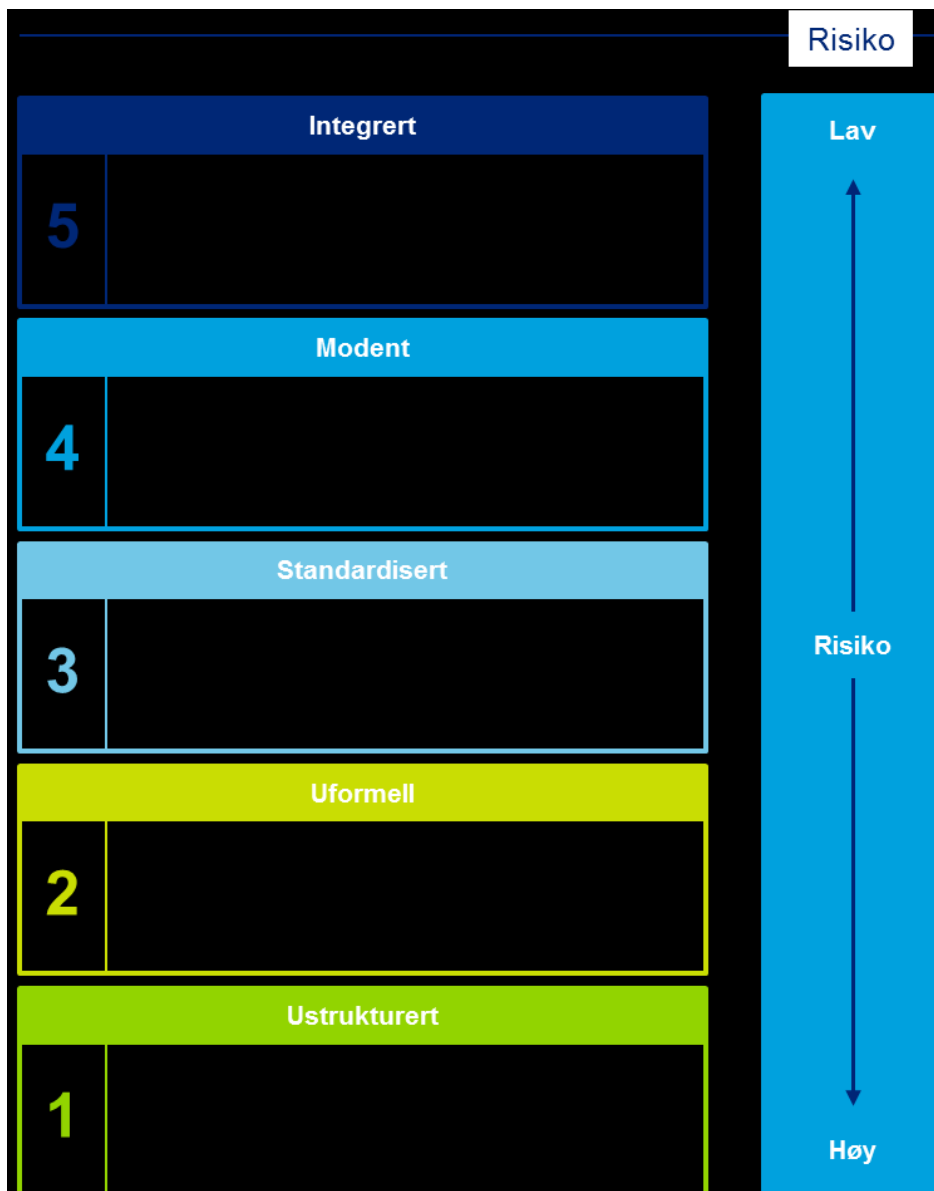 Risiko
Integrert
Lav
5
Modent
4
Standardisert
3
Risiko
Uformell
2
Ustrukturert
1
Høy